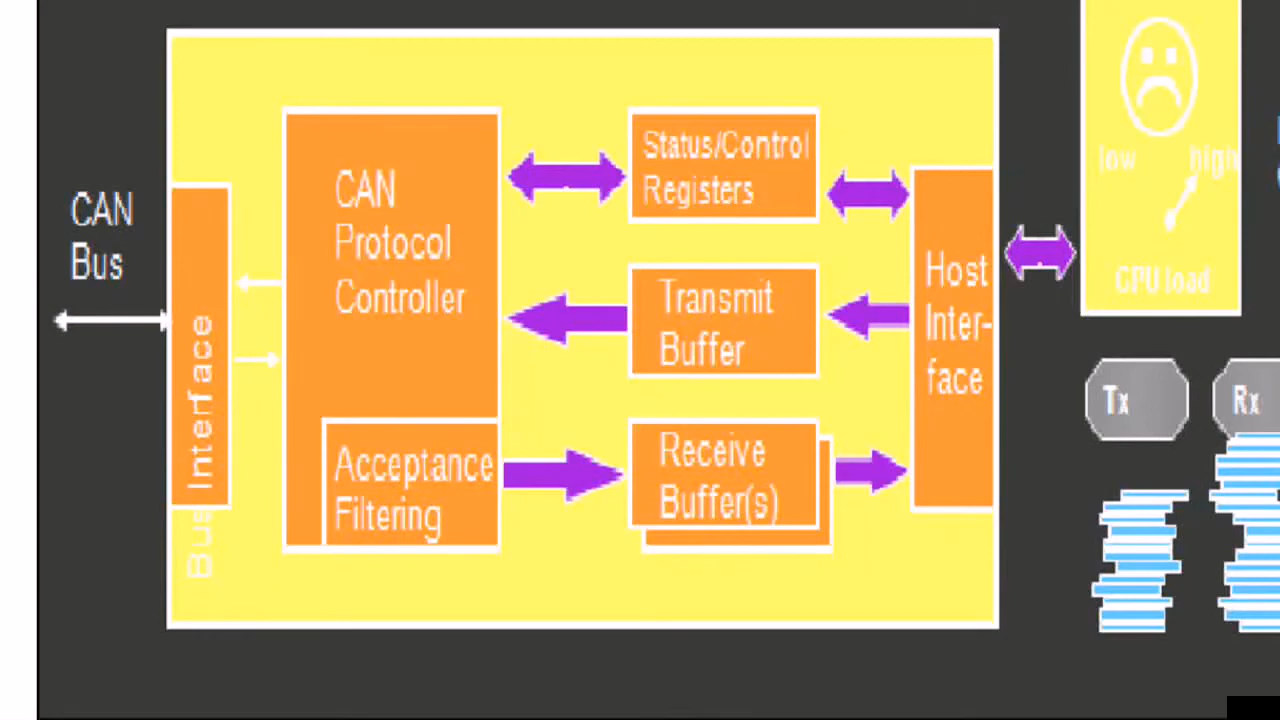 CAN
Bus
Bus Interface
CAN
Protocol
Controller
Acceptance
Filtering
Status/Control
Registers
Transmit
Buffer
Receive
Buffer(s)
Host
Inter-
face
low high
CPU load
Tx
Rx